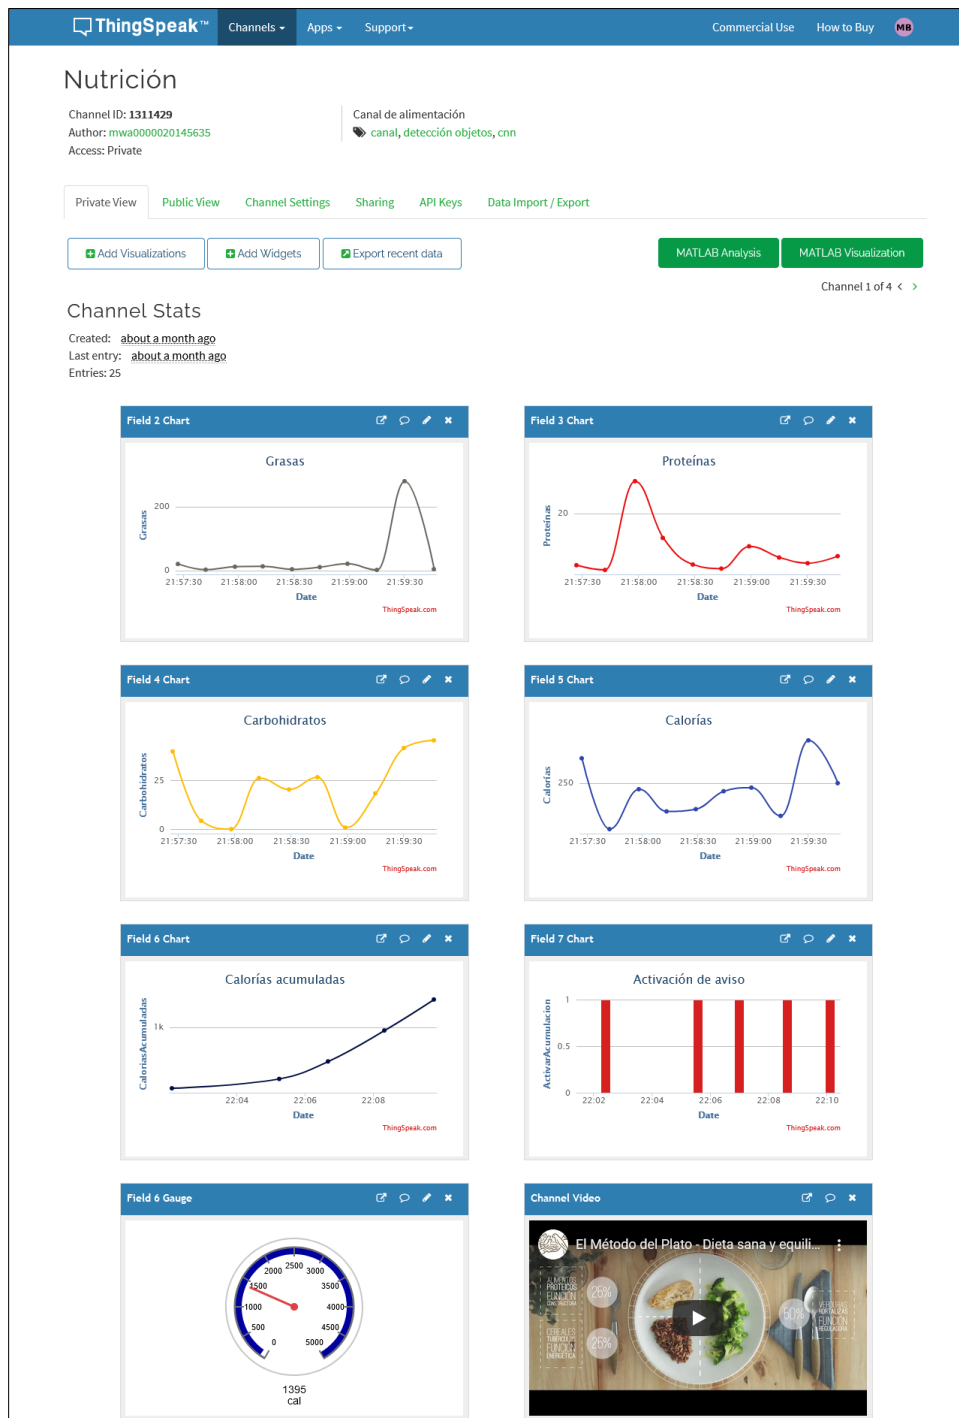 ThingSpeak™ Channels Apps Support Commercial Use How to Buy MB
Nutrición
Channel ID: 1311429
Author: mwa0000020145635
Access: Private
Canal de alimentación
canal, detección objetos, cnn
Private View Public View Channel Settings Sharing API Keys Data Import / Export
Add Visualizations Add Widgets Export recent data MATLAB Analysis MATLAB Visualization
Channel 1 of 4 < >
Channel Stats
Created: about a month ago
Last entry: about a month ago
Entries: 25
Field 2 Chart
Grasas
Grasas
200
0
21:57:30 21:58:00 21:58:30 21:59:00 21:59:30
Date
ThingSpeak.com
Field 3 Chart
Proteínas
Proteínas
20
21:57:30 21:58:00 21:58:30 21:59:00 21:59:30
Date
ThingSpeak.com
Field 4 Chart
Carbohidratos
Carbohidratos
25
0
21:57:30 21:58:00 21:58:30 21:59:00 21:59:30
Date
ThingSpeak.com
Field 5 Chart
Calorías
Calorías
250
21:57:30 21:58:00 21:58:30 21:59:00 21:59:30
Date
ThingSpeak.com
Field 6 Chart
Calorías acumuladas
CaloriasAcumuladas
1k
22:04 22:06 22:08
Date
ThingSpeak.com
Field 7 Chart
Activación de aviso
ActivarAcumulacion
1
0.5
0
22:02 22:04 22:06 22:08 22:10
Date
ThingSpeak.com
Field 6 Gauge
0
500
1000
1500
2000
2500
3000
3500
4000
4500
5000
1395
cal
Channel Video
El Método del Plato - Dieta sana y equili...
ALIMENTOS
PROTEICOS
FUNCIÓN
CONSTRUCTORA
25%
CEREALES
TUBÉRCULOS
FUNCIÓN
ENERGÉTICA
25%
50%
VERDURAS
HORTALIZAS
FUNCIÓN
REGULADORA